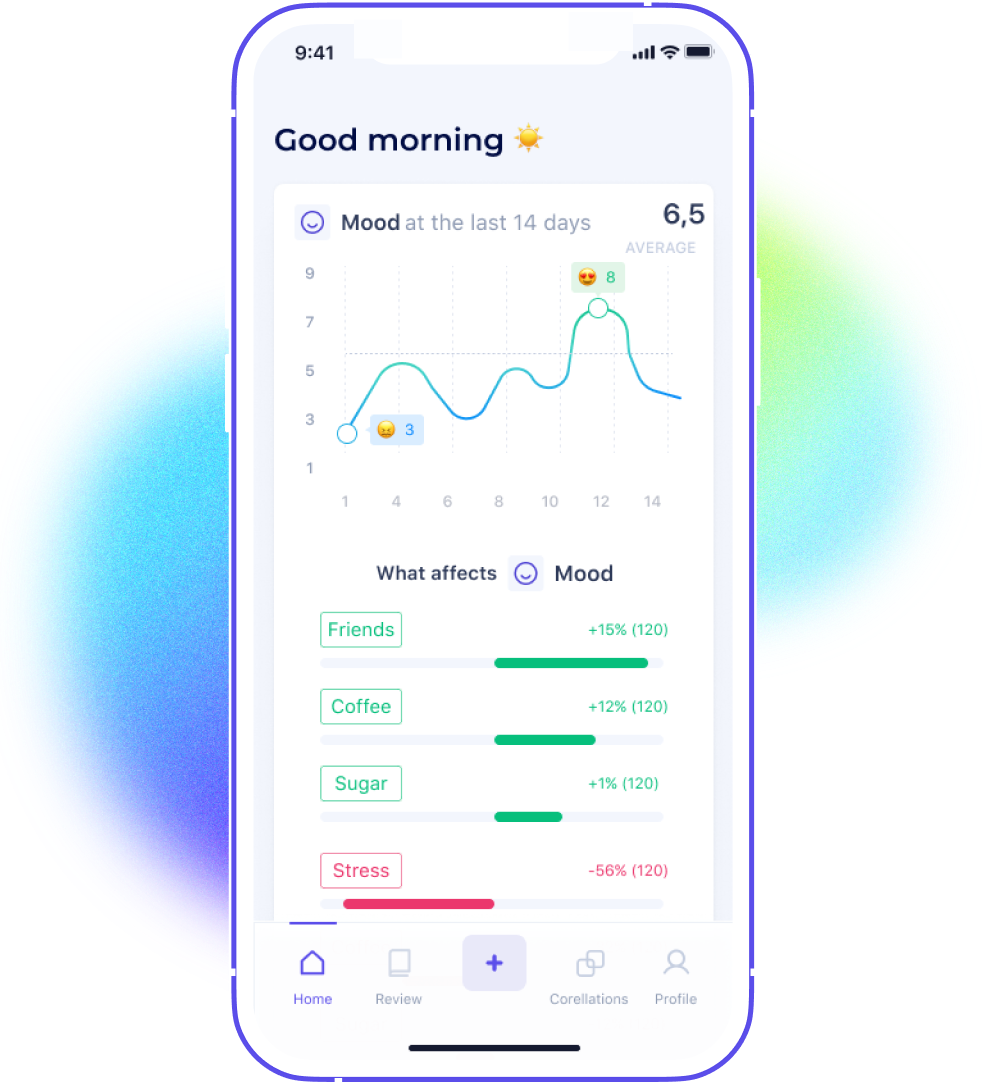 9:41
Good morning ☀️
Mood at the last 14 days
6,5
AVERAGE
9
😍 8
7
5
3
😠 3
1
1 4 6 8 10 12 14
What affects Mood
Friends +15% (120)
Coffee +12% (120)
Sugar +1% (120)
Stress -56% (120)
+
Home Review Corellations Profile